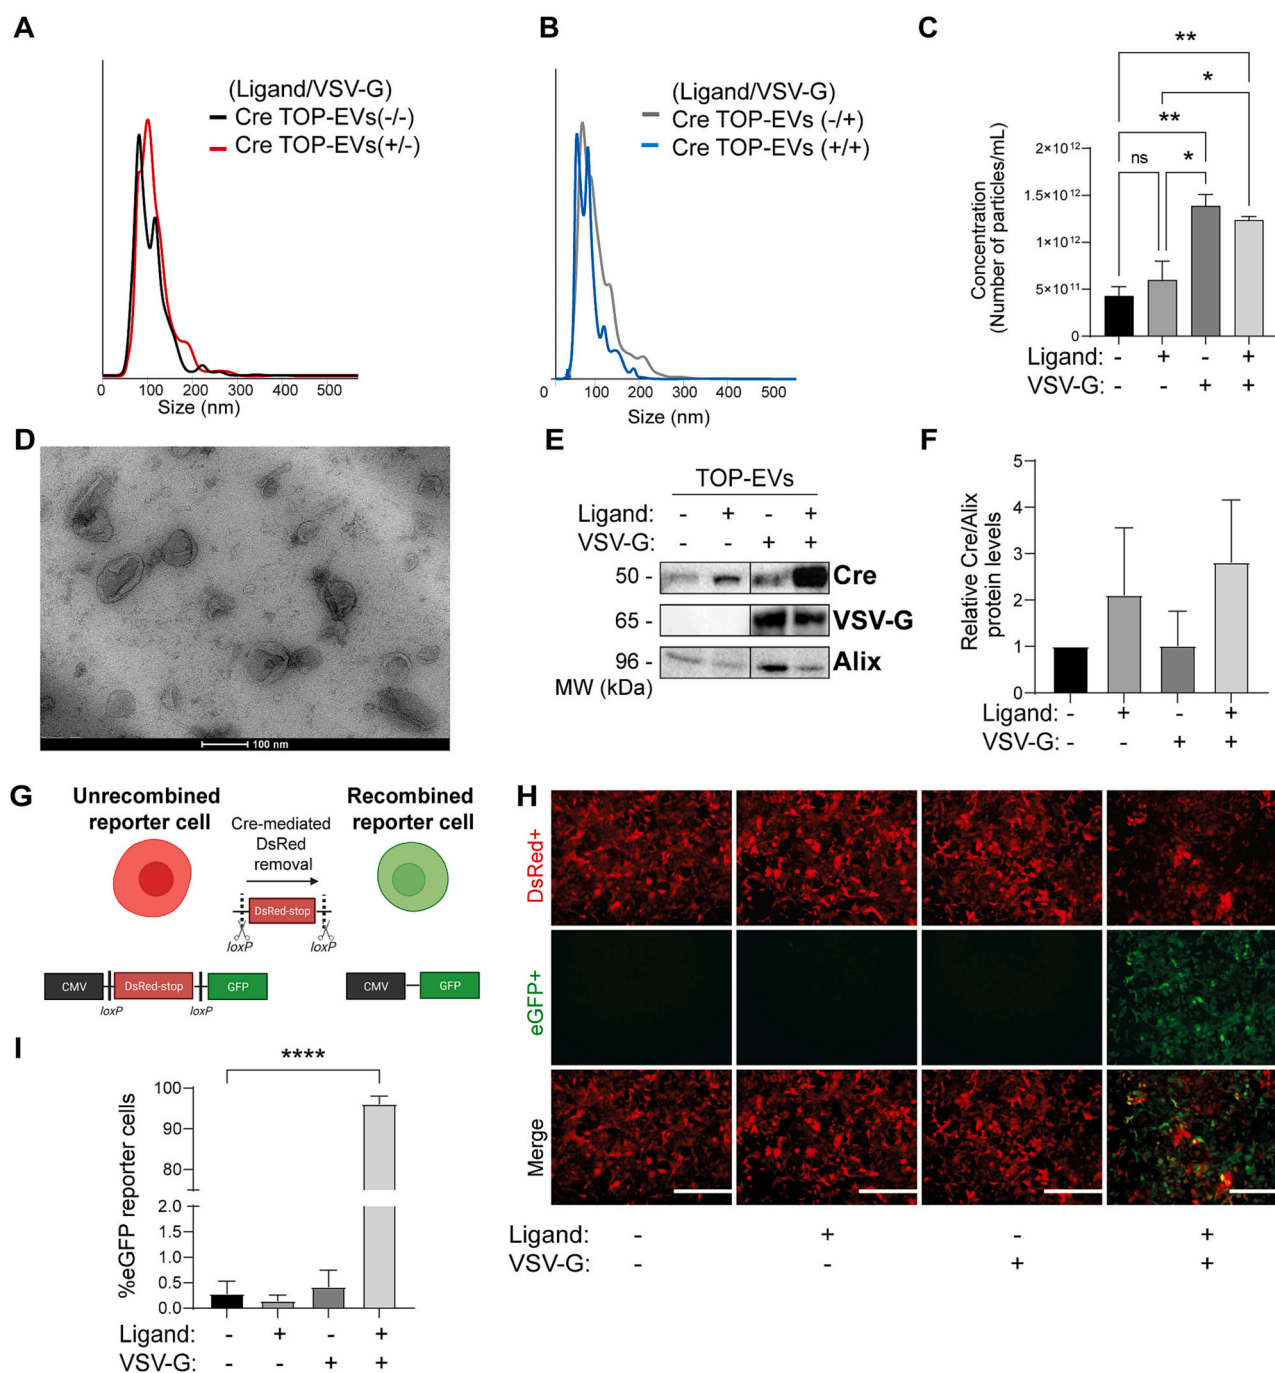 A
(Ligand/VSV-G)
Cre TOP-EVs(-/-)
Cre TOP-EVs(+/-)
0 100 200 300 400 500
Size (nm)
B
(Ligand/VSV-G)
Cre TOP-EVs (-/+)
Cre TOP-EVs (+/+)
0 100 200 300 400 500
Size (nm)
C
**
*
**
ns *
Concentration
(Number of particles/mL)
2×10¹²
1.5×10¹²
1×10¹²
5×10¹¹
0
Ligand: - + - +
VSV-G: - - + +
D
100 nm
E
TOP-EVs
Ligand: - + - +
VSV-G: - - + +
50 - Cre
65 - VSV-G
96 - Alix
MW (kDa)
F
Relative Cre/Alix
protein levels
5
4
3
2
1
0
Ligand: - + - +
VSV-G: - - + +
G
Unrecombined
reporter cell
Cre-mediated
DsRed
removal
DsRed-stop
loxP loxP
Recombined
reporter cell
CMV DsRed-stop GFP
loxP loxP
CMV GFP
H
DsRed+
eGFP+
Merge
Ligand: - + - +
VSV-G: - - + +
I
****
%eGFP reporter cells
100
90
80
2.0
1.5
1.0
0.5
0.0
Ligand: - + - +
VSV-G: - - + +